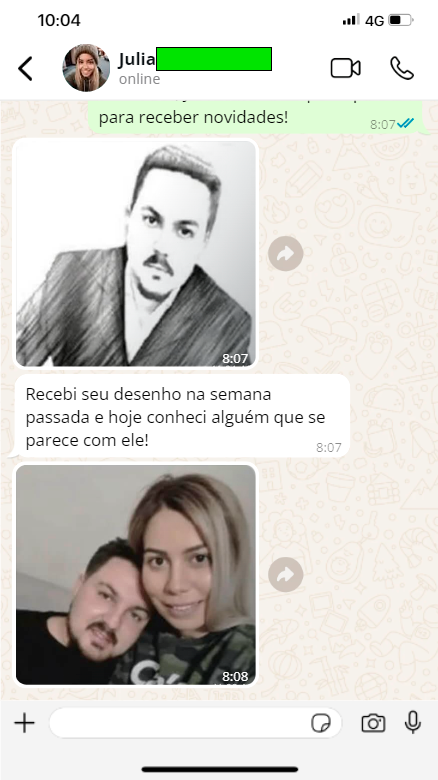 10:04
4G
Julia
online
para receber novidades!
8:07
8:07
Recebi seu desenho na semana
passada e hoje conheci alguém que se
parece com ele!
8:07
8:08